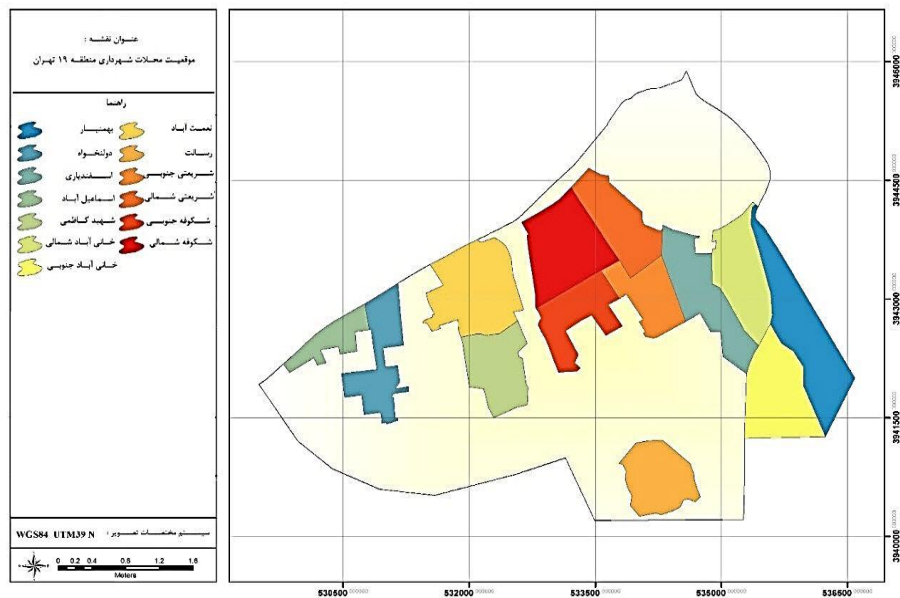 عنوان نقشه :
موقعیت محلات شهرداری منطقه ۱۹ تهران
راهنما
نعمت آباد
بهمنیار
رسالت
دولتخواه
شریعتی جنوبی
اسفندیاری
شریعتی شمالی
اسماعیل آباد
شکوفه جنوبی
شهید کاظمی
شکوفه شمالی
خانی آباد شمالی
خانی آباد جنوبی
سیستم مختصات تصویر : WGS84 UTM39 N
0 0.2 0.4 0.8 1.2 1.6
Meters
3946000
3944500
3943000
3941500
3940000
530500 532000 533500 535000 536500